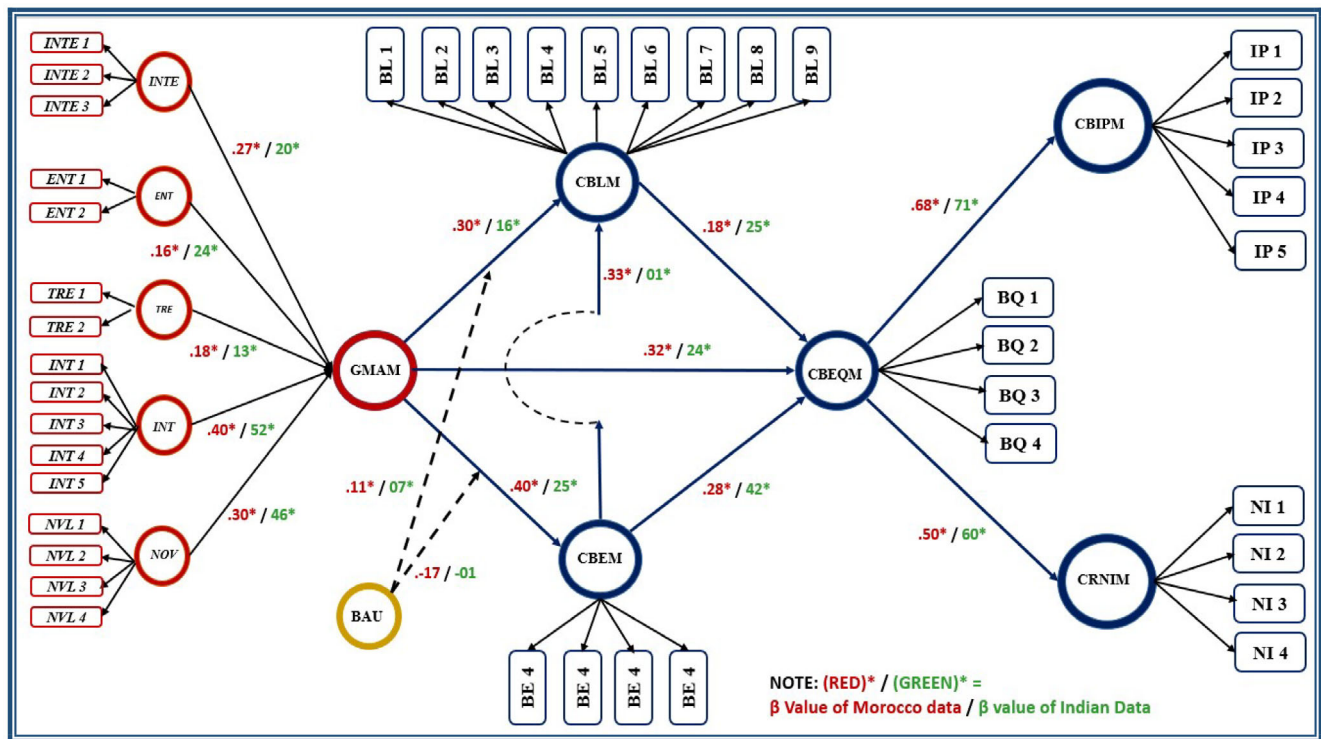 INTE 1
INTE 2
INTE 3
INTE
.27* / 20*
ENT 1
ENT 2
ENT
.16* / 24*
TRE 1
TRE 2
TRE
.18* / 13*
INT 1
INT 2
INT 3
INT 4
INT 5
INT
.40* / 52*
NVL 1
NVL 2
NVL 3
NVL 4
NOV
.30* / 46*
GMAM
BAU
.11* / 07*
.-17 / -01
BL 1
BL 2
BL 3
BL 4
BL 5
BL 6
BL 7
BL 8
BL 9
CBLM
.30* / 16*
.33* / 01*
.18* / 25*
.32* / 24*
.40* / 25*
.28* / 42*
CBEM
BE 4
BE 4
BE 4
BE 4
CBEQM
BQ 1
BQ 2
BQ 3
BQ 4
.68* / 71*
CBIPM
IP 1
IP 2
IP 3
IP 4
IP 5
.50* / 60*
CRNIM
NI 1
NI 2
NI 3
NI 4
NOTE: (RED)* / (GREEN)* =
β Value of Morocco data / β value of Indian Data